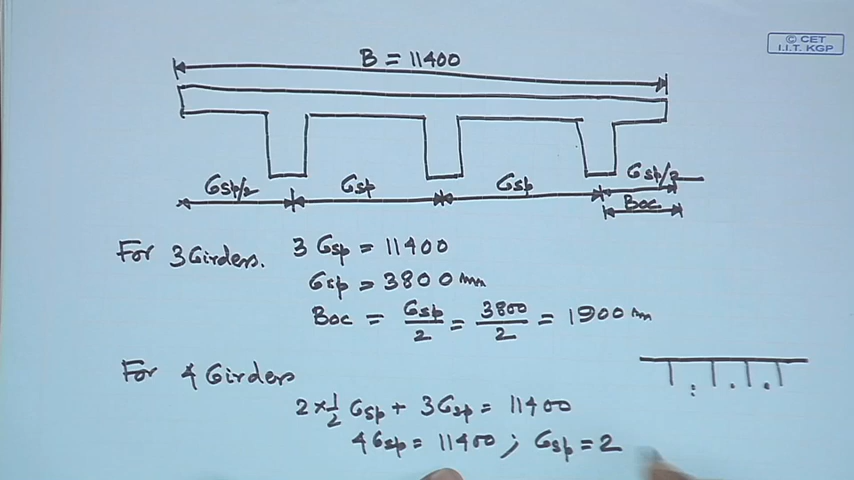 © CET
I.I.T. KGP
B = 11400
Gsp/2 Gsp Gsp Gsp/2
Boc
For 3 Girders. 3 Gsp = 11400
Gsp = 3800 mm
Boc = Gsp/2 = 3800/2 = 1900 mm
For 4 Girders
2 × 1/2 Gsp + 3 Gsp = 11400
4 Gsp = 11400 ; Gsp = 2